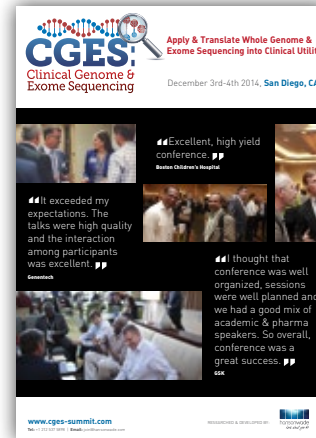 CGES:
Clinical Genome &
Exome Sequencing
Apply & Translate Whole Genome &
Exome Sequencing into Clinical Utilit
December 3rd-4th 2014, San Diego, CA
“Excellent, high yield
conference.”
Boston Children's Hospital
“It exceeded my
expectations. The
talks were high quality
and the interaction
among participants
was excellent.”
Genentech
“I thought that
conference was well
organized, sessions
were well planned and
we had a good mix of
academic & pharma
speakers. So overall,
conference was a
great success.”
GSK
www.cges-summit.com
RESEARCHED & DEVELOPED BY:
hansonwade